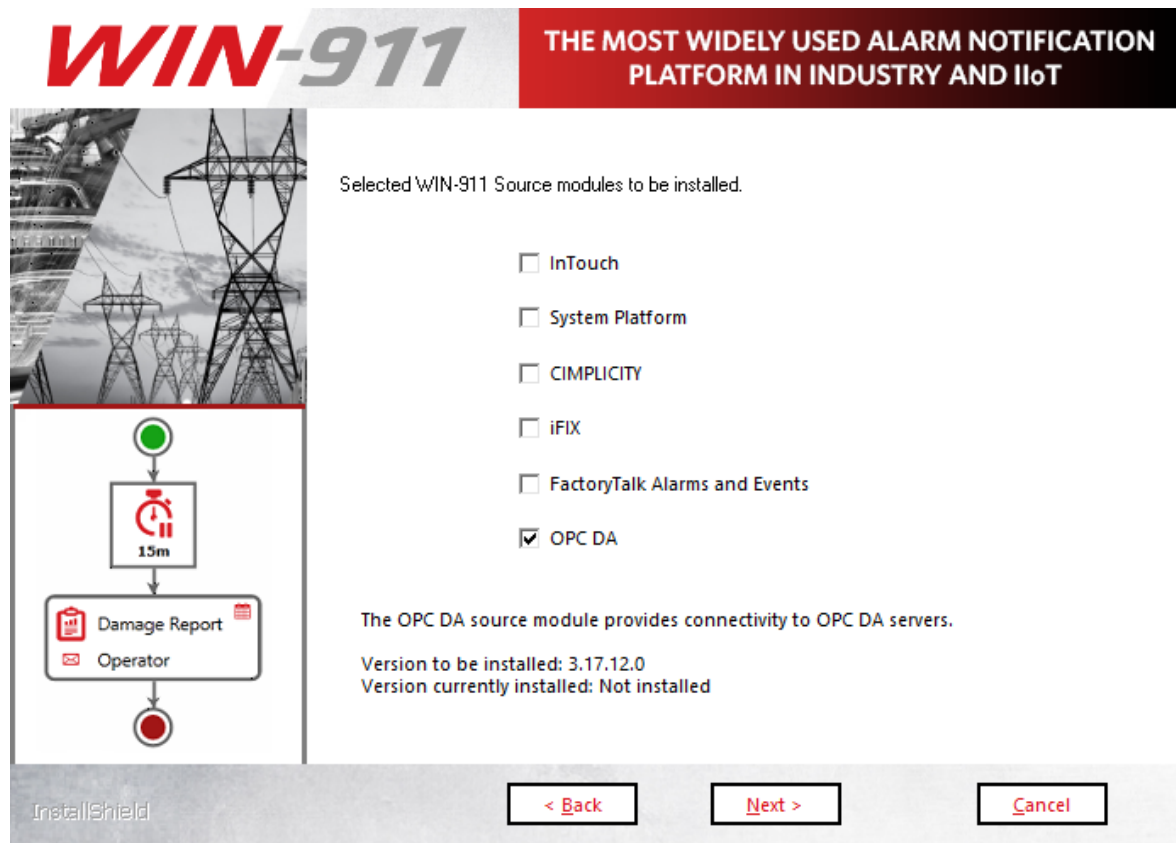 WIN-911
THE MOST WIDELY USED ALARM NOTIFICATION
PLATFORM IN INDUSTRY AND IIoT
Selected WIN-911 Source modules to be installed.
InTouch
System Platform
CIMPLICITY
iFIX
FactoryTalk Alarms and Events
OPC DA
15m
Damage Report
Operator
The OPC DA source module provides connectivity to OPC DA servers.
Version to be installed: 3.17.12.0
Version currently installed: Not installed
InstallShield
< Back
Next >
Cancel